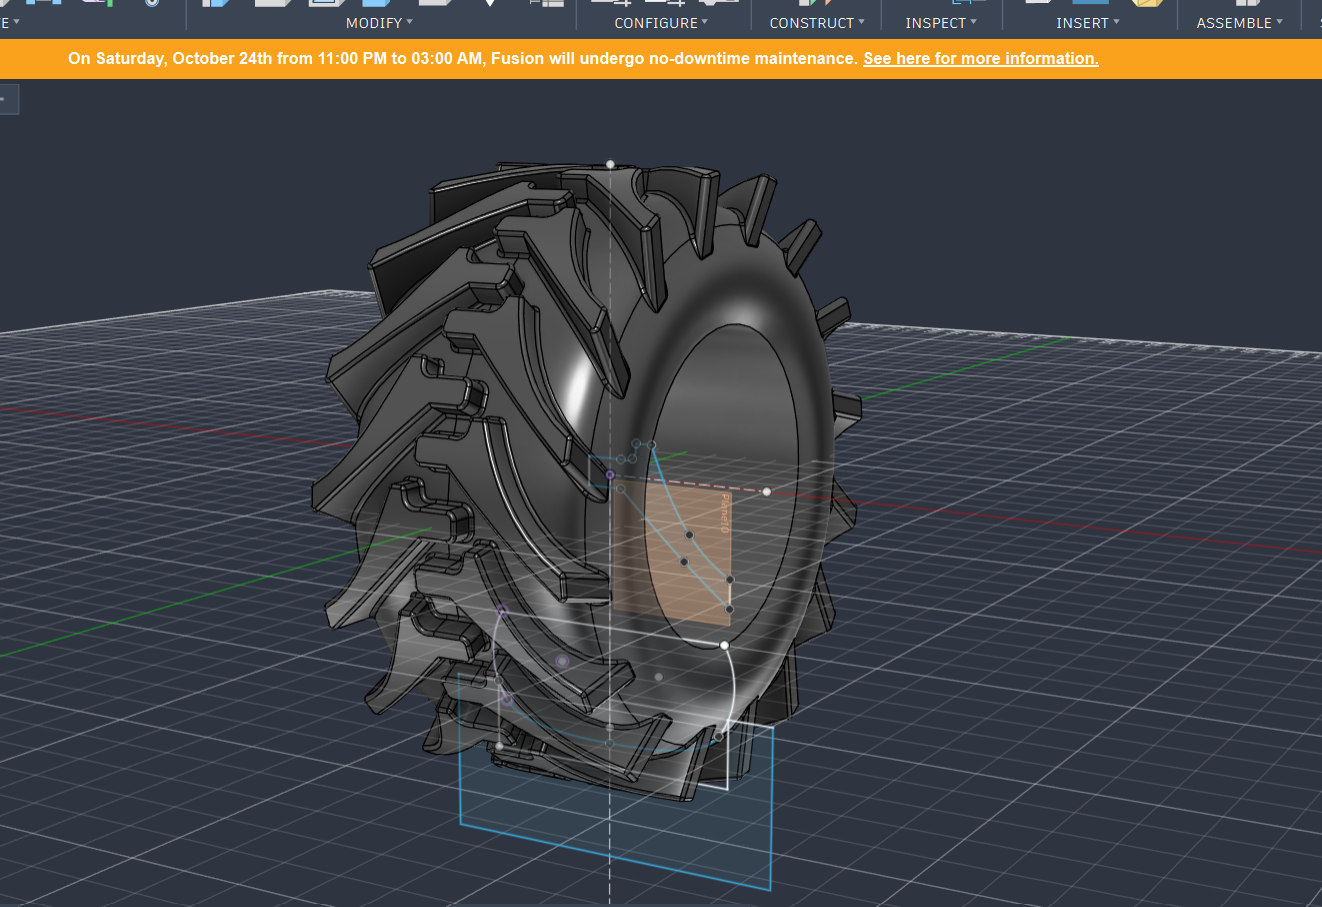 E
MODIFY
CONFIGURE
CONSTRUCT
INSPECT
INSERT
ASSEMBLE
On Saturday, October 24th from 11:00 PM to 03:00 AM, Fusion will undergo no-downtime maintenance. See here for more information.